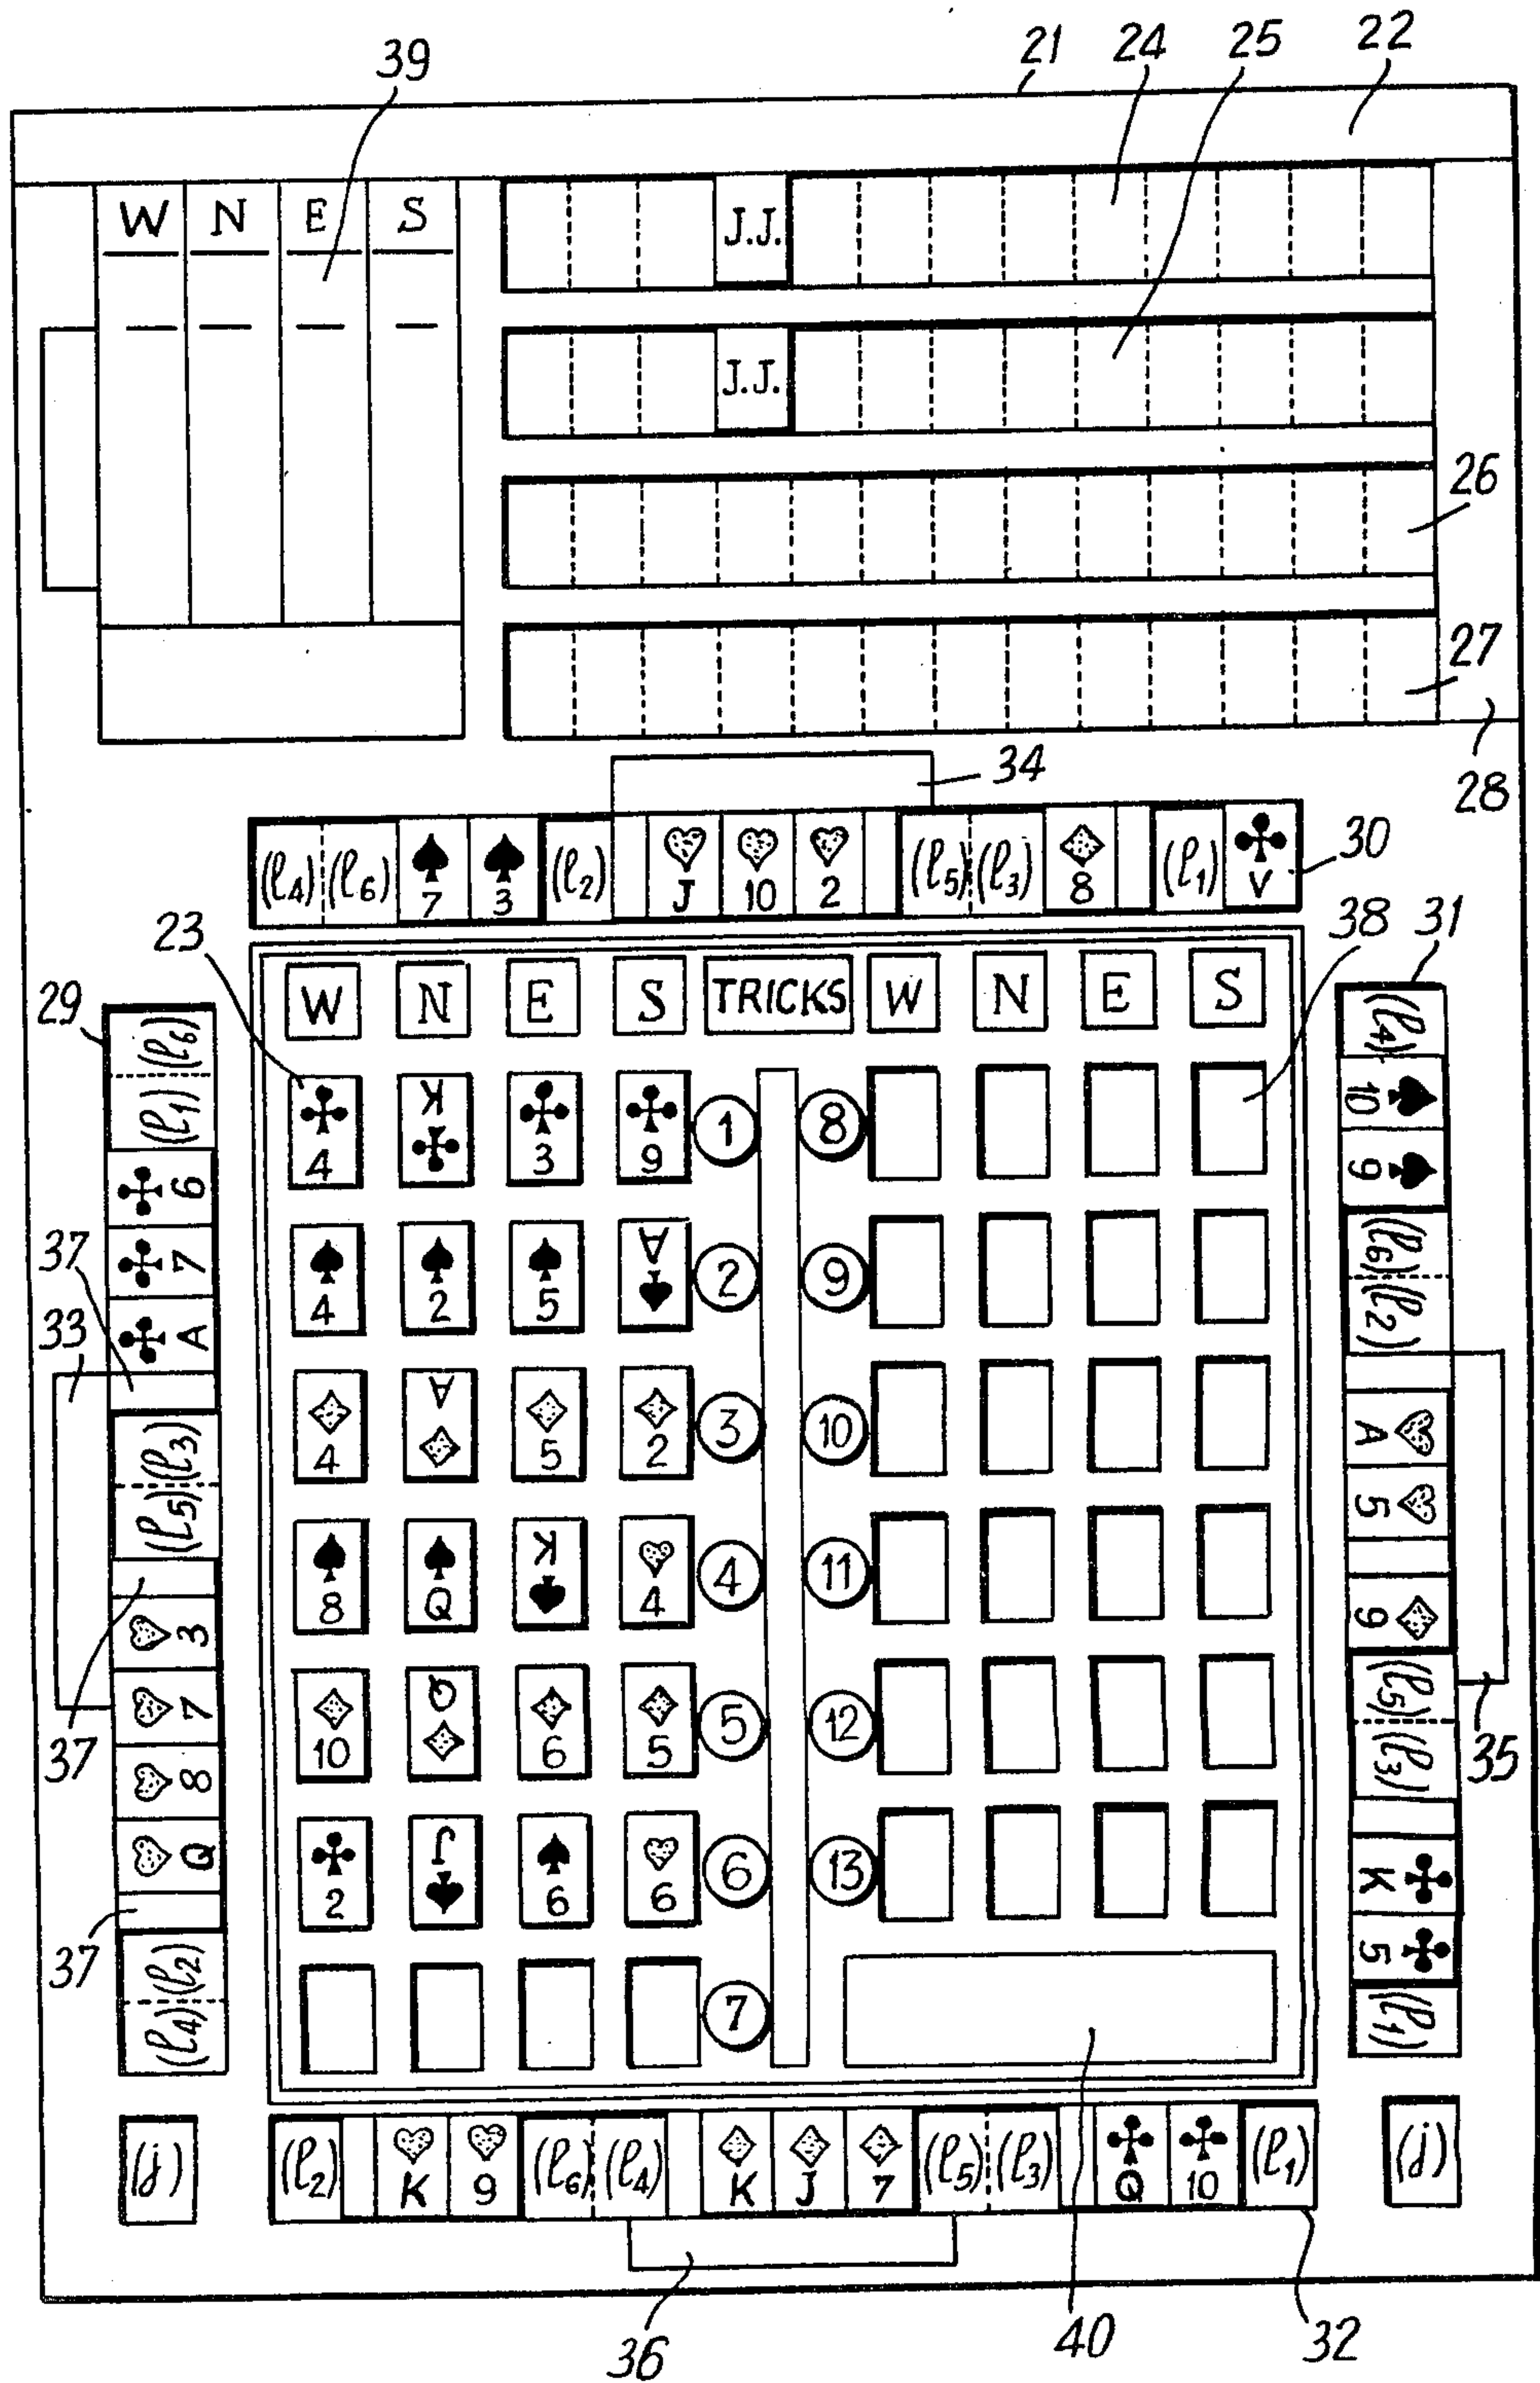 21 24 25 22
39
W N E S J.J.
J.J.
26
27
28
34
(l4) (l6) ♠7 ♠3 (l2) ♡J ♡10 ♡2 (l5) (l3) ♢8 (l1) ♣V 30
23 38 31
29
W N E S TRICKS W N E S
♣4 K♣ ♣3 ♣9 1 8
♠4 ♠2 ♠5 A♠ 2 9
♢4 A♢ ♢5 ♢2 3 10
♠8 ♠Q K♠ ♡4 4 11
♢10 Q♢ ♢6 ♢5 5 12
♣2 J♠ ♠6 ♡6 6 13
7
(l6)
(l1)
♣6
♣7
♣A
37
33
(l3)
(l5)
37
♡3
♡7
♡8
♡Q
37
(l2)
(l4)
(l4)
♠10
♠9
(l6)
(l2)
♡A
♡5
♢9
(l5)
(l3)
35
♣K
♣5
(l1)
(j) (l2) ♡K ♡9 (l6) (l4) ♢K ♢J ♢7 (l5) (l3) ♣Q ♣10 (l1) (j)
36 40 32